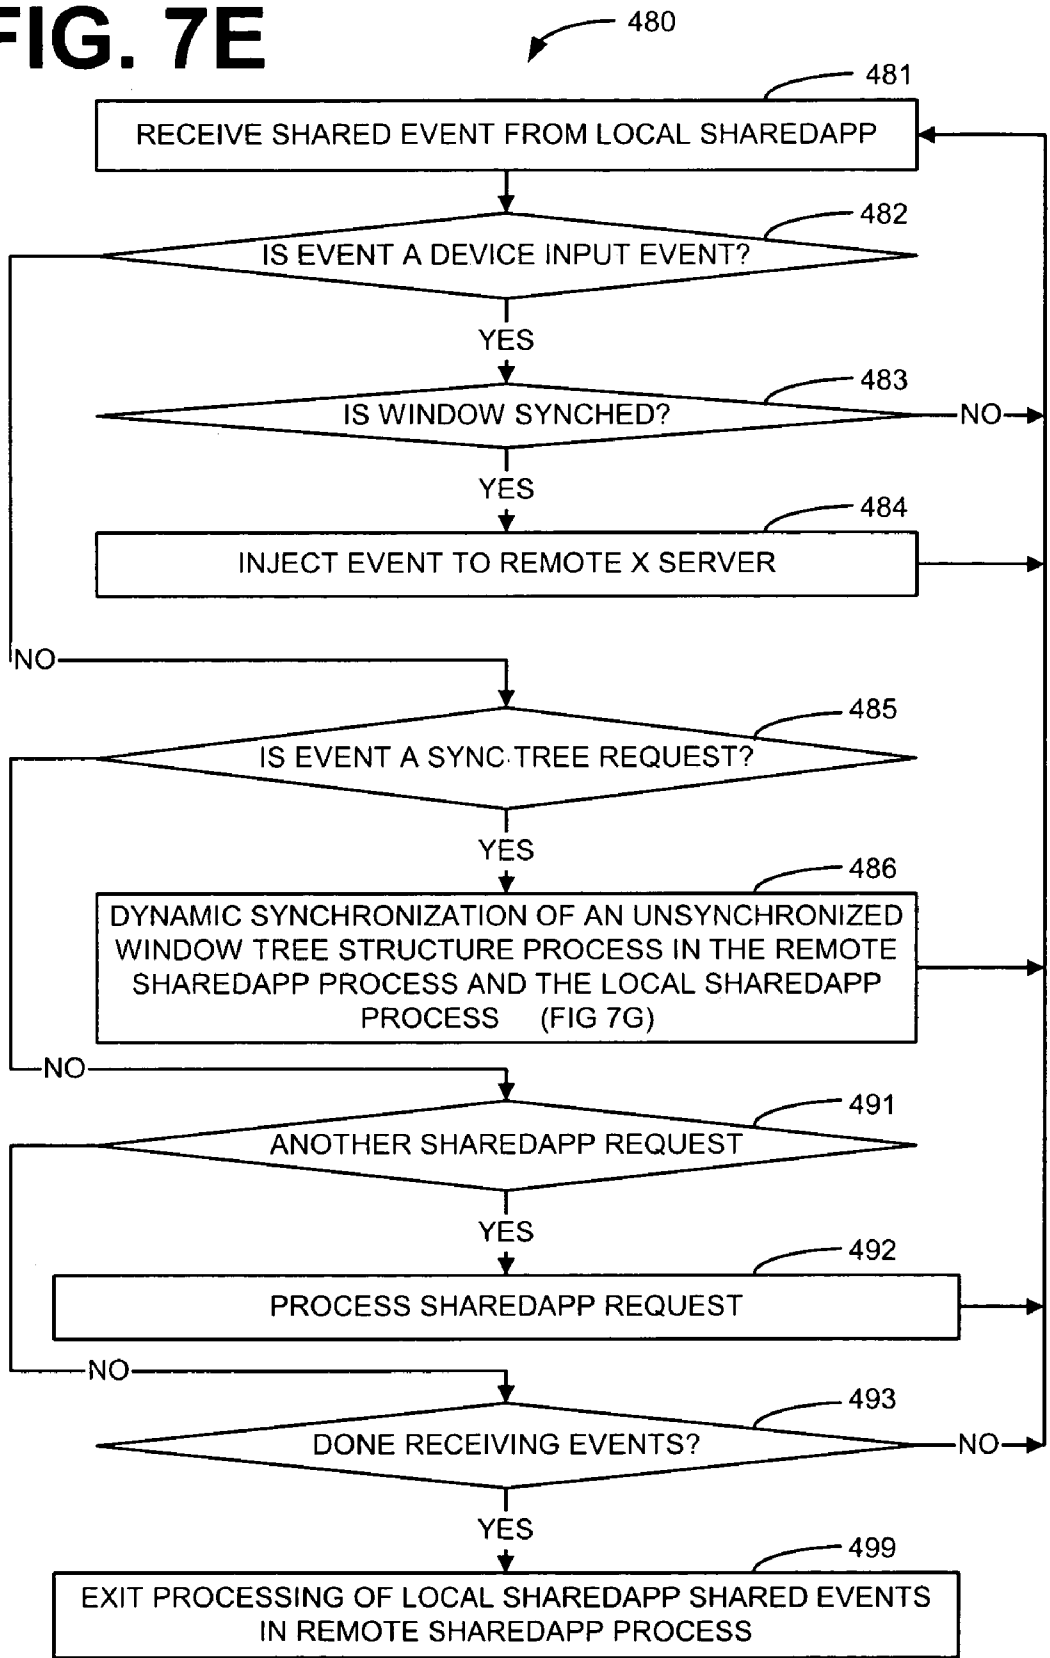 FIG. 7E
480
481
RECEIVE SHARED EVENT FROM LOCAL SHAREDAPP
482
IS EVENT A DEVICE INPUT EVENT?
YES
483
IS WINDOW SYNCHED?
NO
YES
484
INJECT EVENT TO REMOTE X SERVER
NO
485
IS EVENT A SYNC TREE REQUEST?
YES
486
DYNAMIC SYNCHRONIZATION OF AN UNSYNCHRONIZED
WINDOW TREE STRUCTURE PROCESS IN THE REMOTE
SHAREDAPP PROCESS AND THE LOCAL SHAREDAPP
PROCESS (FIG 7G)
NO
491
ANOTHER SHAREDAPP REQUEST
YES
492
PROCESS SHAREDAPP REQUEST
NO
493
DONE RECEIVING EVENTS?
NO
YES
499
EXIT PROCESSING OF LOCAL SHAREDAPP SHARED EVENTS
IN REMOTE SHAREDAPP PROCESS